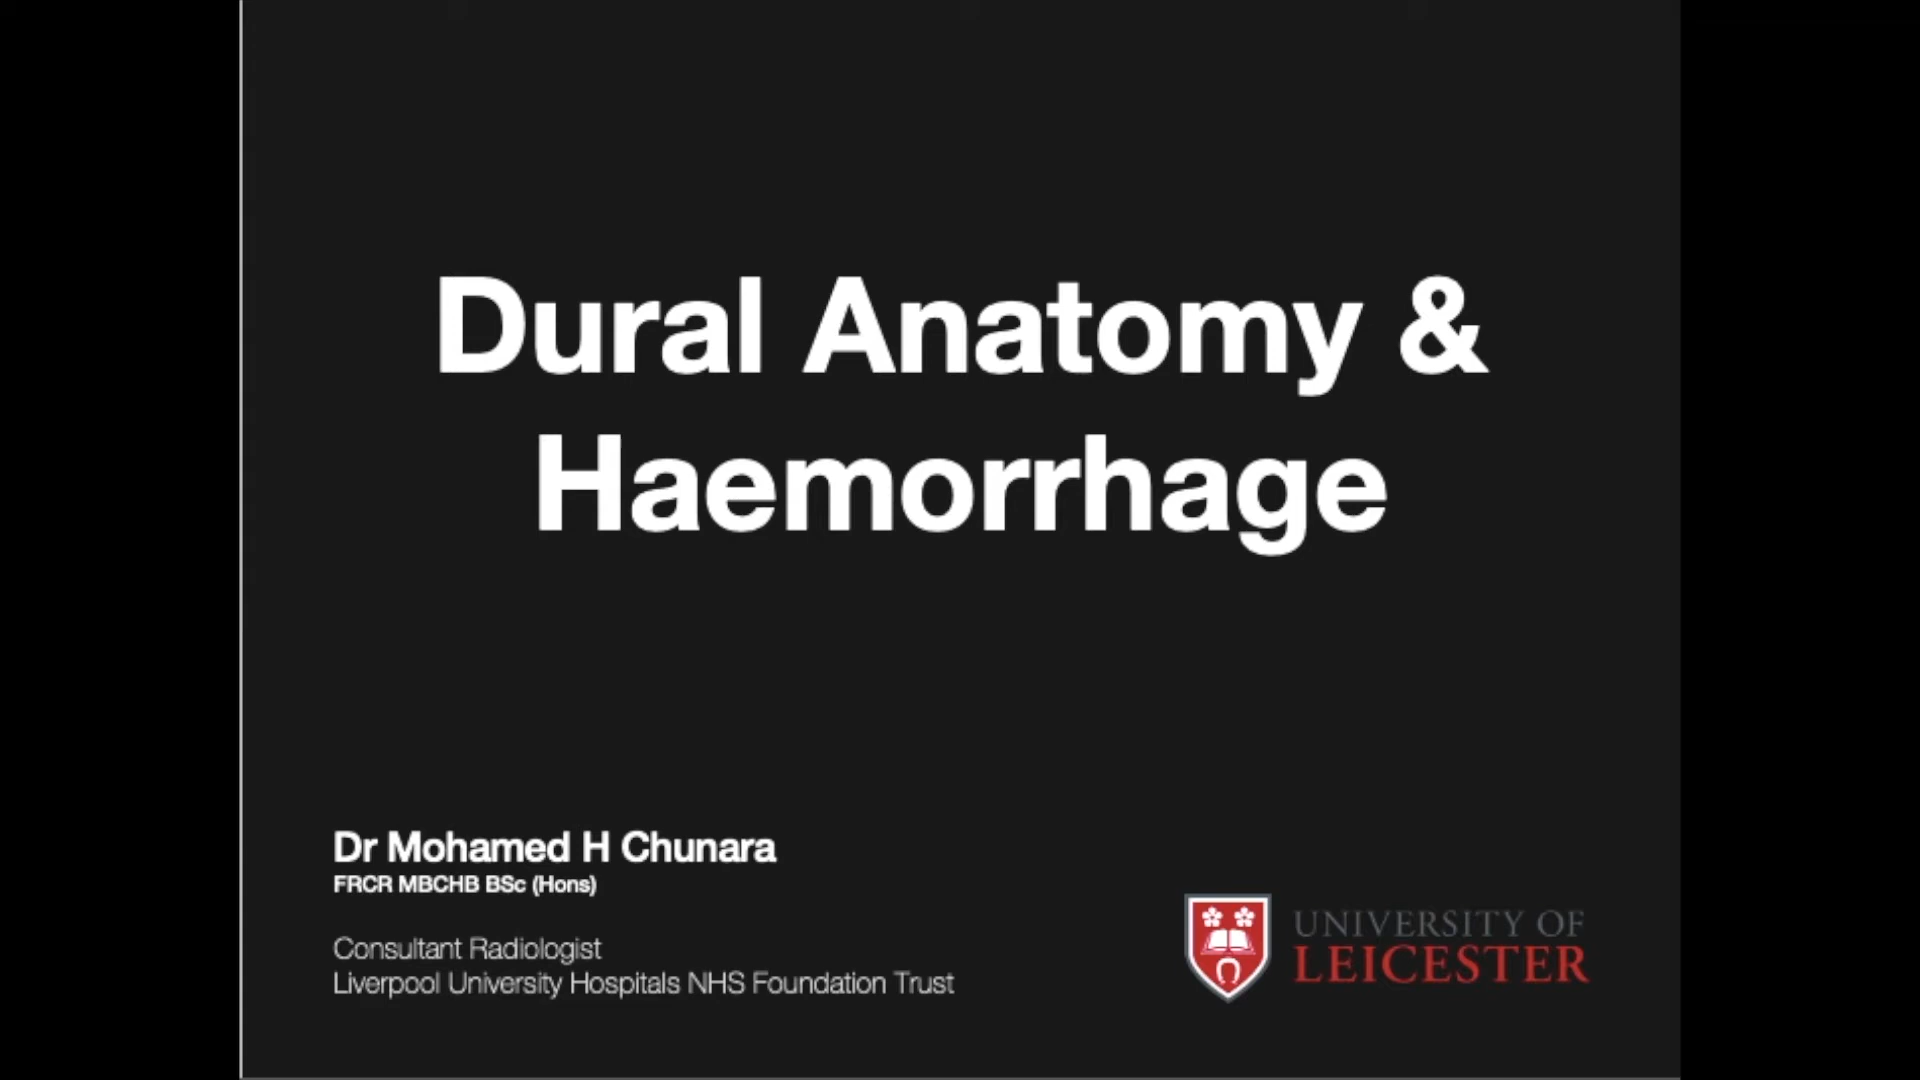 Dural Anatomy &
Haemorrhage
Dr Mohamed H Chunara
FRCR MBCHB BSc (Hons)
Consultant Radiologist
Liverpool University Hospitals NHS Foundation Trust
UNIVERSITY OF
LEICESTER